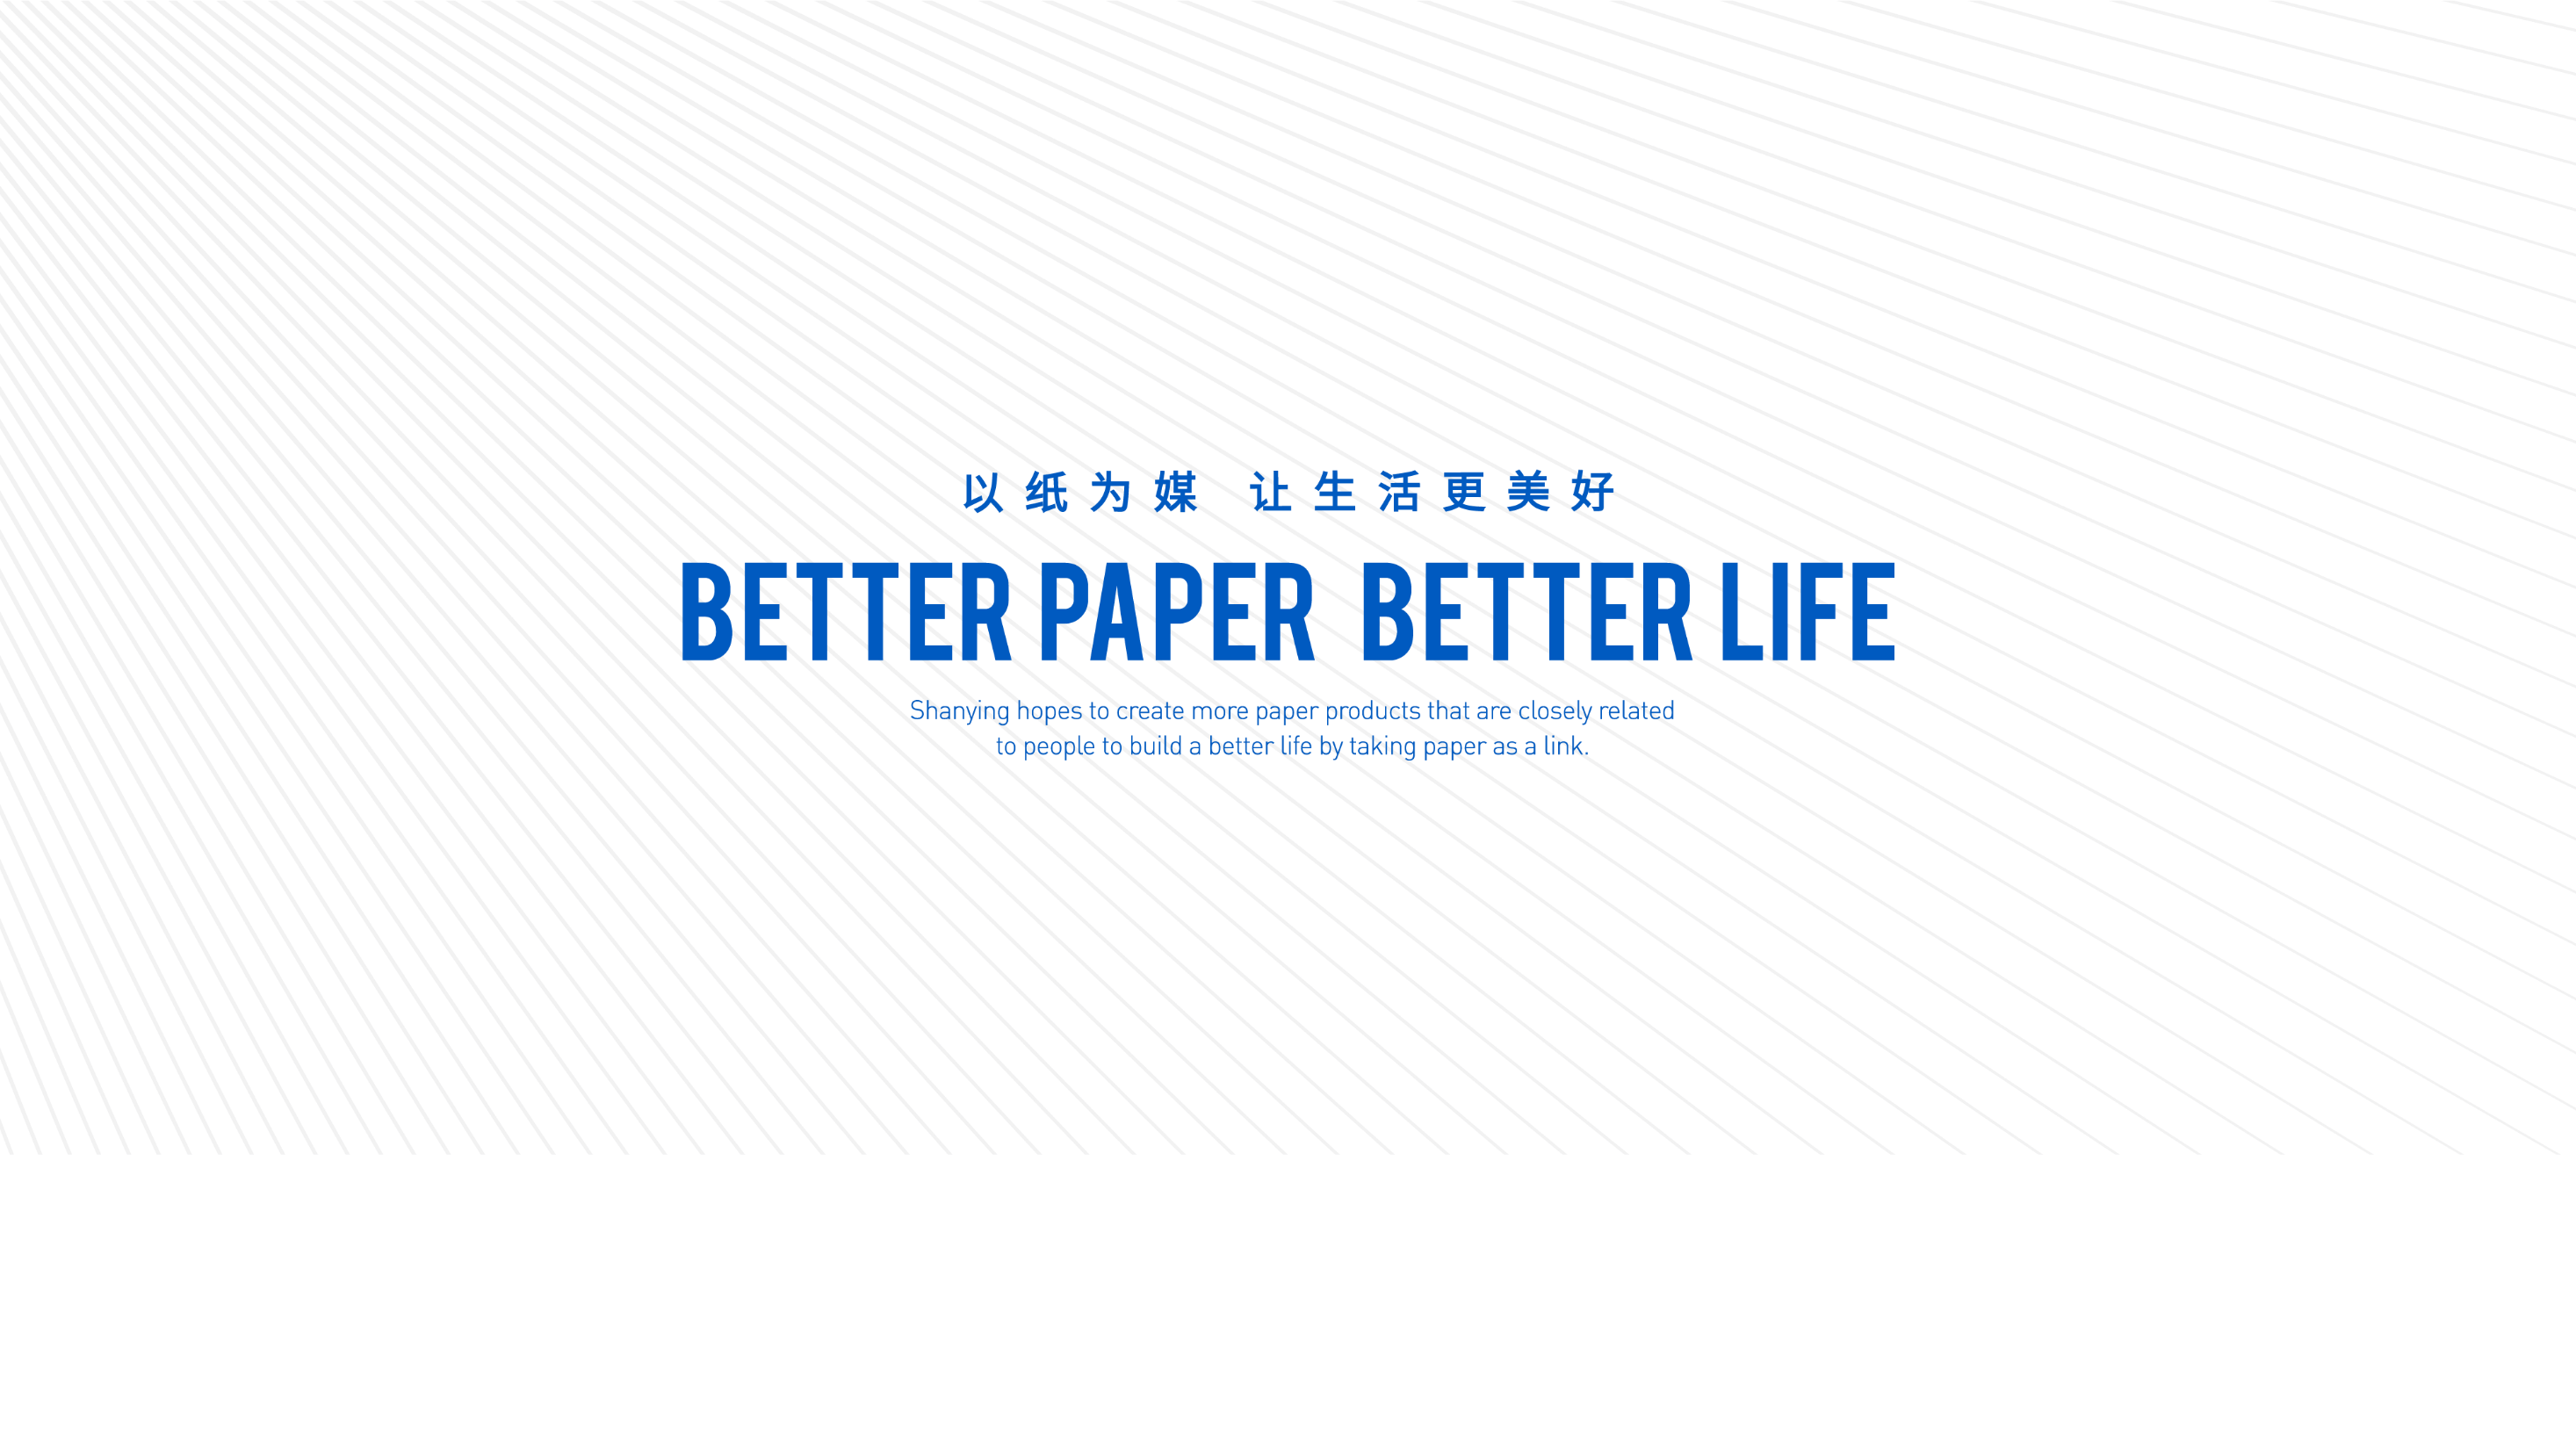 以纸为媒 让生活更美好
BETTER PAPER BETTER LIFE
Shanying hopes to create more paper products that are closely related
to people to build a better life by taking paper as a link.